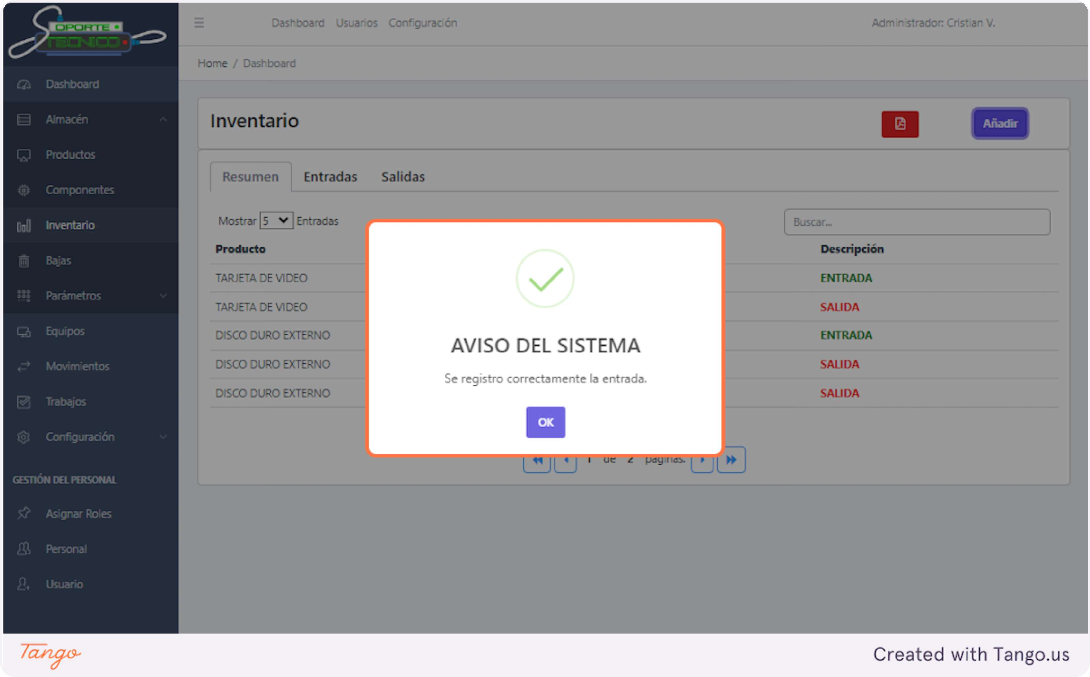 SOPORTE
TECNICO
Dashboard Usuarios Configuración
Administrador: Cristian V.
Home / Dashboard
Dashboard
Almacén
Productos
Componentes
Inventario
Bajas
Parámetros
Equipos
Movimientos
Trabajos
Configuración
GESTIÓN DEL PERSONAL
Asignar Roles
Personal
Usuario
Inventario
Añadir
Resumen Entradas Salidas
Mostrar 5 Entradas
Buscar...
Producto Descripción
TARJETA DE VIDEO ENTRADA
TARJETA DE VIDEO SALIDA
DISCO DURO EXTERNO ENTRADA
DISCO DURO EXTERNO SALIDA
DISCO DURO EXTERNO SALIDA
1 de 2 paginas.
AVISO DEL SISTEMA
Se registro correctamente la entrada.
OK
Tango
Created with Tango.us